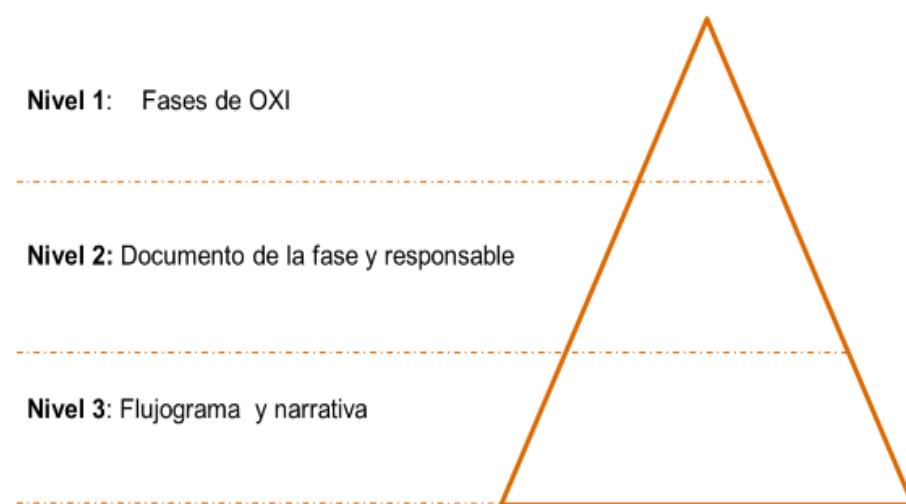 Nivel 1: Fases de OXI
Nivel 2: Documento de la fase y responsable
Nivel 3: Flujograma y narrativa